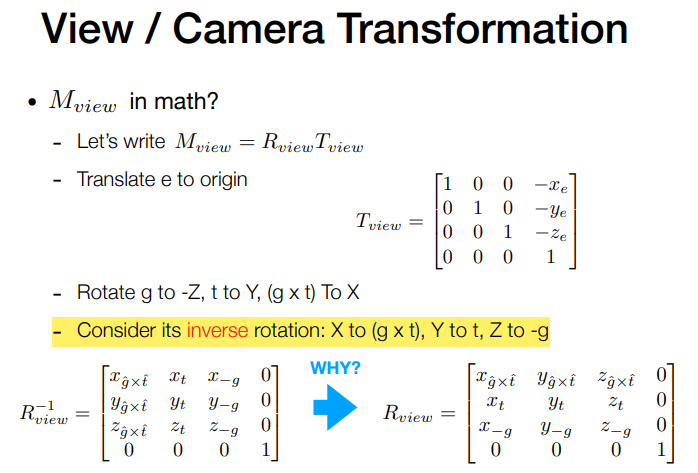 View / Camera Transformation
• $M_{view}$ in math?
- Let's write $M_{view} = R_{view}T_{view}$
- Translate e to origin
$T_{view} = \begin{bmatrix} 1 & 0 & 0 & -x_e \\ 0 & 1 & 0 & -y_e \\ 0 & 0 & 1 & -z_e \\ 0 & 0 & 0 & 1 \end{bmatrix}$
- Rotate g to -Z, t to Y, (g x t) To X
- Consider its inverse rotation: X to (g x t), Y to t, Z to -g
$R_{view}^{-1} = \begin{bmatrix} x_{\hat{g}\times\hat{t}} & x_t & x_{-g} & 0 \\ y_{\hat{g}\times\hat{t}} & y_t & y_{-g} & 0 \\ z_{\hat{g}\times\hat{t}} & z_t & z_{-g} & 0 \\ 0 & 0 & 0 & 1 \end{bmatrix}$
WHY?
$R_{view} = \begin{bmatrix} x_{\hat{g}\times\hat{t}} & y_{\hat{g}\times\hat{t}} & z_{\hat{g}\times\hat{t}} & 0 \\ x_t & y_t & z_t & 0 \\ x_{-g} & y_{-g} & z_{-g} & 0 \\ 0 & 0 & 0 & 1 \end{bmatrix}$